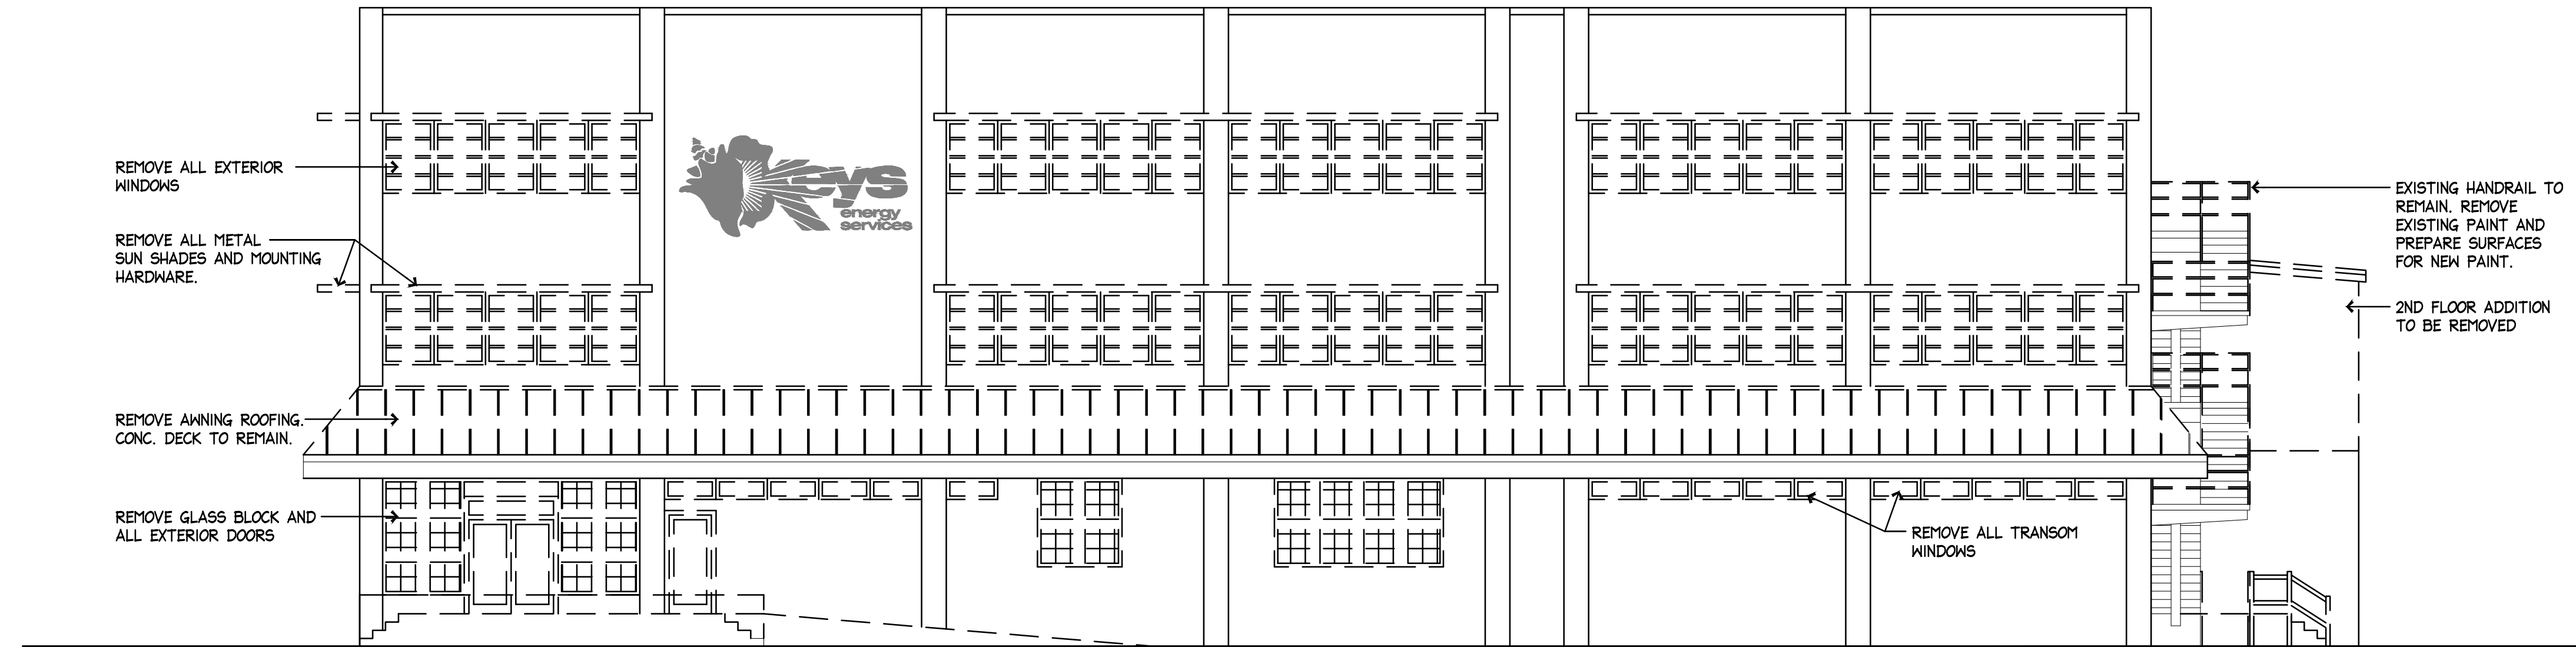 REMOVE ALL EXTERIOR
WINDOWS
REMOVE ALL METAL
SUN SHADES AND MOUNTING
HARDWARE.
REMOVE AWNING ROOFING.
CONC. DECK TO REMAIN.
REMOVE GLASS BLOCK AND
ALL EXTERIOR DOORS
Keys
energy
services
REMOVE ALL TRANSOM
WINDOWS
EXISTING HANDRAIL TO
REMAIN. REMOVE
EXISTING PAINT AND
PREPARE SURFACES
FOR NEW PAINT.
2ND FLOOR ADDITION
TO BE REMOVED